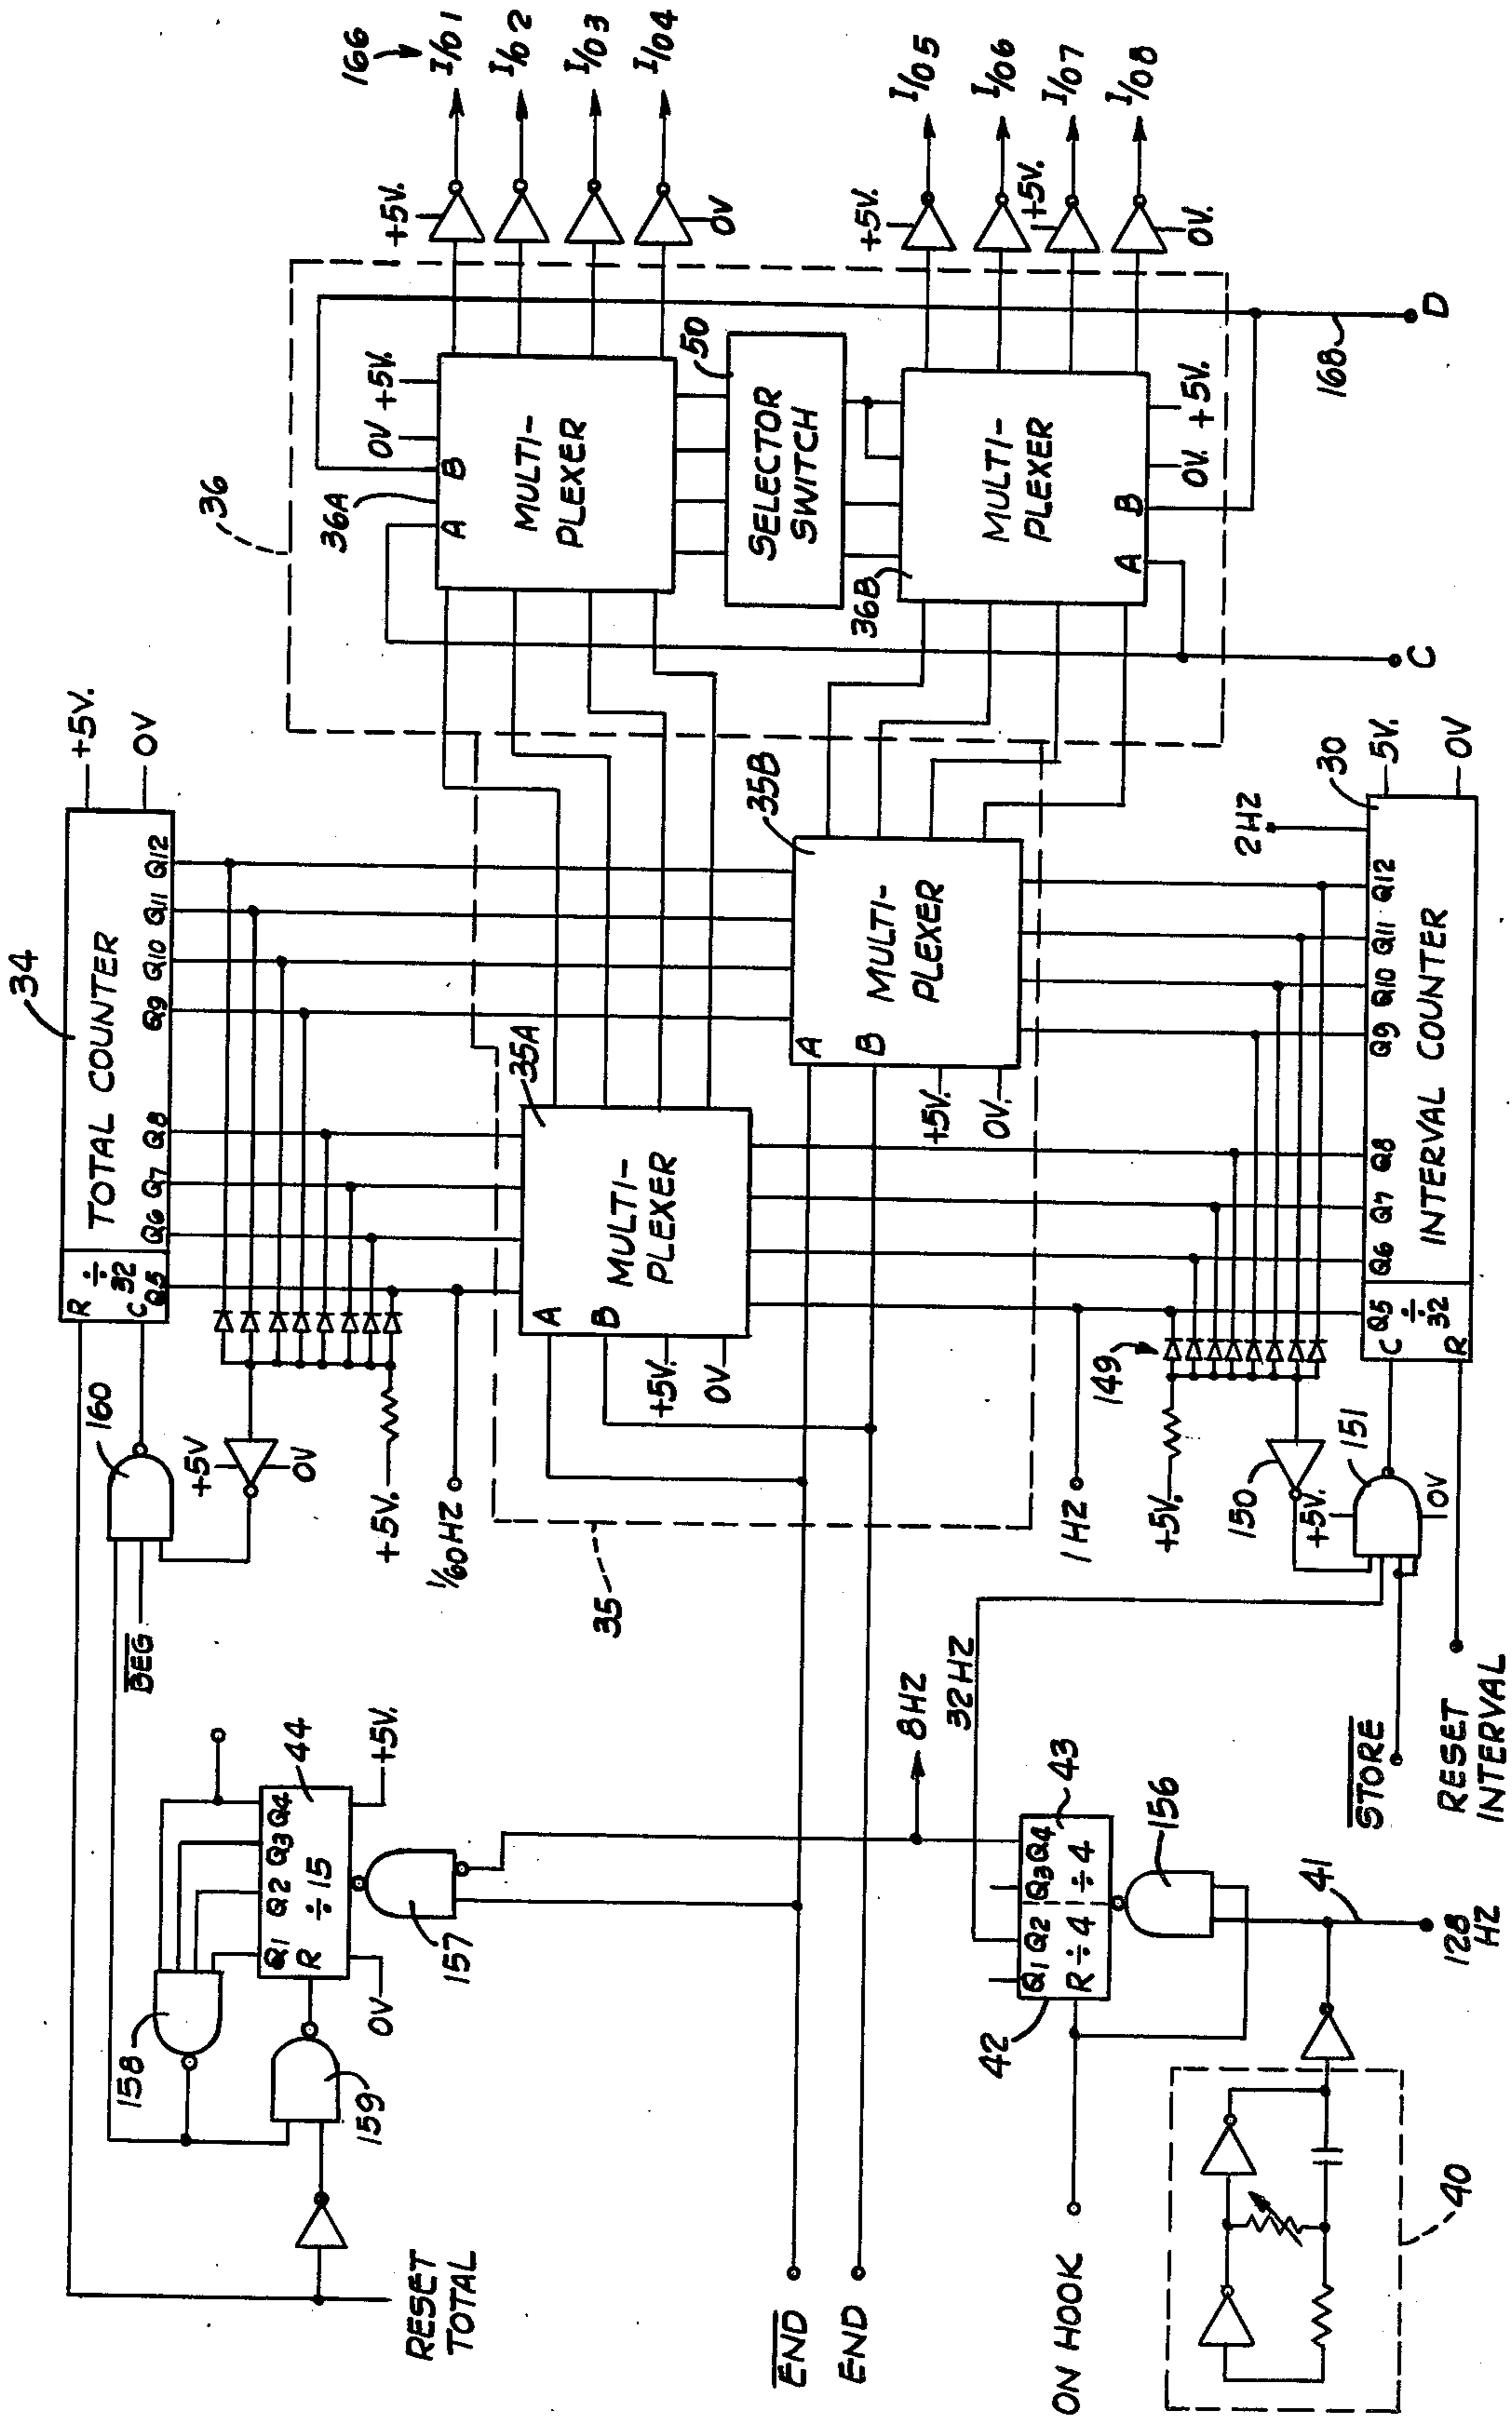 34
TOTAL COUNTER
R
÷
32
C
Q5
Q6
Q7
Q8
Q9
Q10
Q11
Q12
+5V.
0V
160
BEG
+5V
0V
+5V.
1/60 HZ
RESET
TOTAL
158
159
Q1
Q2
Q3
Q4
R
÷15
44
+5V.
0V
157
35
35A
MULTI-
PLEXER
A
B
+5V.
0V
35B
MULTI-
PLEXER
A
B
+5V.
0V.
36
36A
A
B
0V
+5V.
MULTI-
PLEXER
50
SELECTOR
SWITCH
36B
MULTI-
PLEXER
A
B
0V.
+5V.
+5V.
0V
166
I/O1
I/O2
I/O3
I/O4
+5V.
+5V.
0V.
I/O5
I/O6
I/O7
I/O8
C
168
D
END
END
ON HOOK
42
Q1
Q2
Q3
Q4
R÷4
÷4
43
8HZ
32HZ
156
41
128
HZ
40
1HZ
149
+5V.
150
+5V.
151
0V
STORE
RESET
INTERVAL
C
Q5
÷
32
R
Q6
Q7
Q8
Q9
Q10
Q11
Q12
INTERVAL COUNTER
2HZ
30
5V.
0V